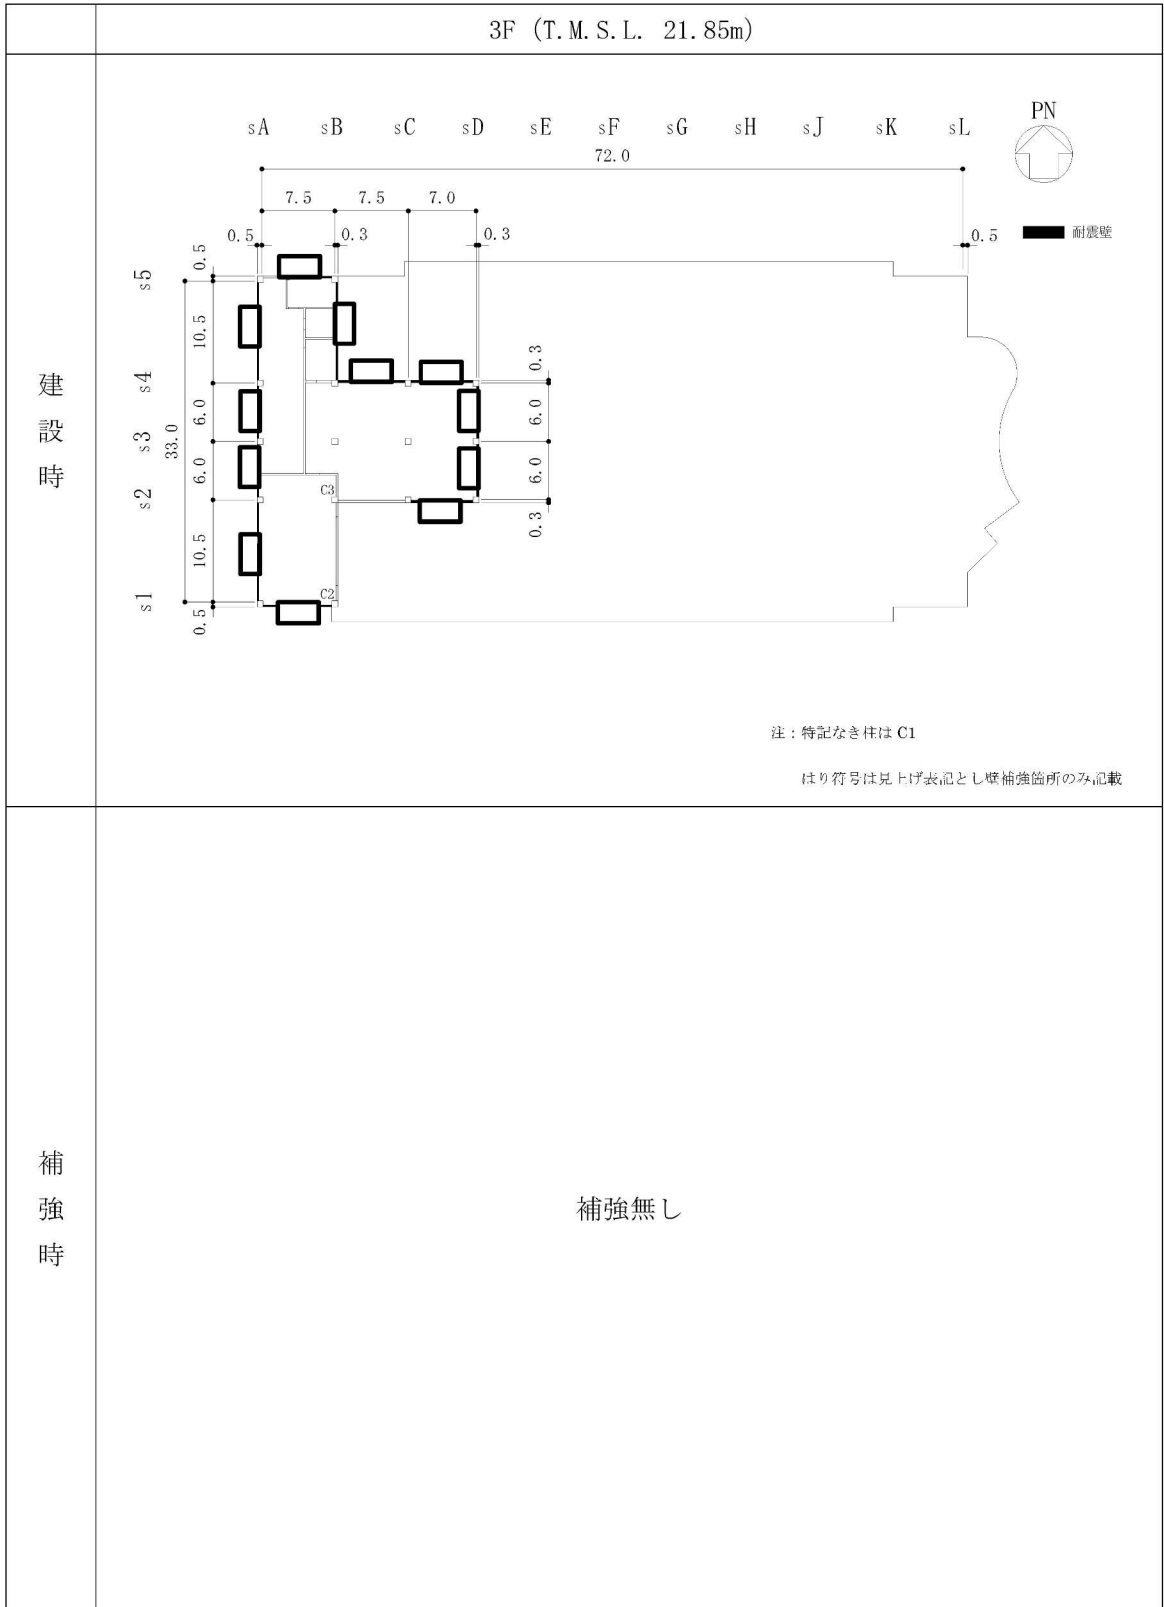 3F (T.M.S.L. 21.85m)
建設時
sA sB sC sD sE sF sG sH sJ sK sL
PN
72.0
7.5 7.5 7.0
0.5 0.3 0.3 0.5
耐震壁
s5
s4
s3
s2
s1
0.5
10.5
6.0
33.0
6.0
10.5
0.5
0.3
6.0
6.0
0.3
C3
C2
注：特記なき柱は C1
はり符号は見上げ表記とし壁補強箇所のみ記載
補強時
補強無し